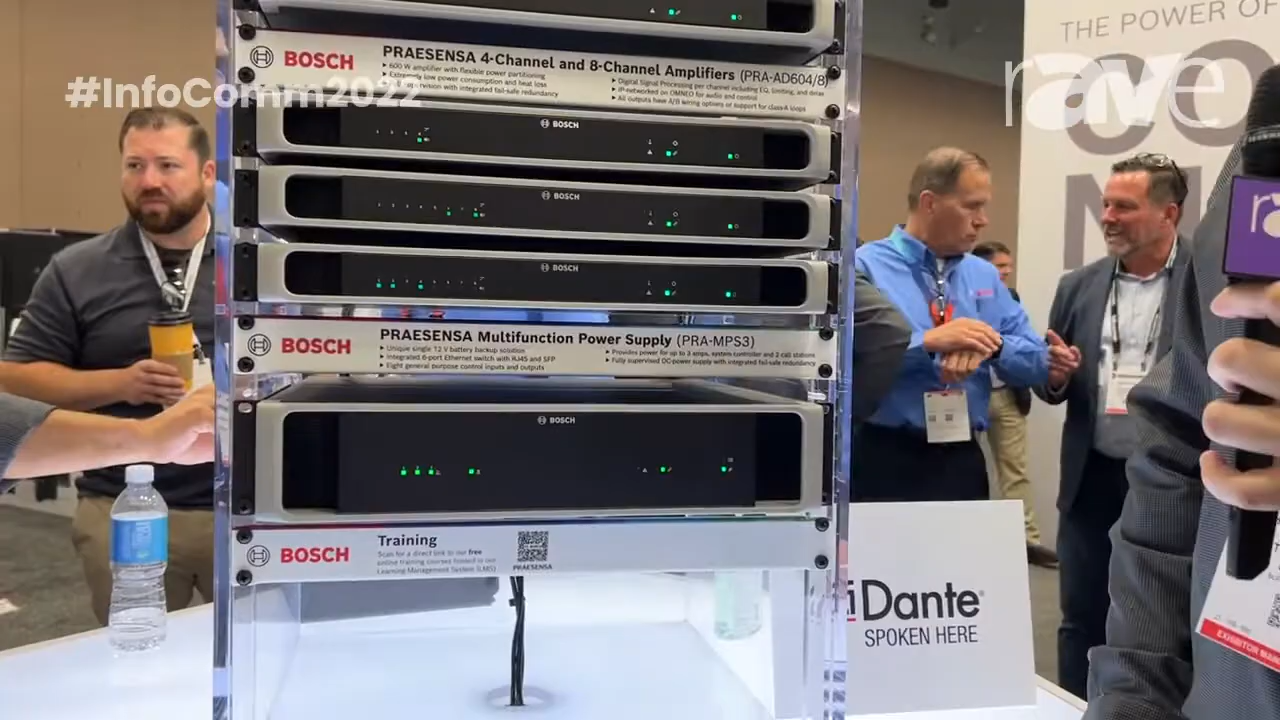 THE POWER OF
CO
N
rave
#InfoComm2022
BOSCH
PRAESENSA 4-Channel and 8-Channel Amplifiers (PRA-AD604/8)
600 W amplifier with flexible power partitioning
Extremely low power consumption and heat loss
supervision with integrated fail-safe redundancy
Digital Signal Processing per channel including EQ, limiting, and delay
IP-networked on OMNEO for audio and control
All outputs have A/B wiring options or support for class-A loops
BOSCH
BOSCH
BOSCH
BOSCH
PRAESENSA Multifunction Power Supply (PRA-MPS3)
Unique single 12 V battery backup solution
Integrated 6-port Ethernet switch with RJ45 and SFP
Eight general purpose control inputs and outputs
Provides power for up to 3 amps, system controller and 2 call stations
Fully supervised DC-power supply with integrated fail-safe redundancy
BOSCH
BOSCH
Training
Scan for a direct link to our free
online training courses hosted in our
Learning Management System (LMS)
PRAESENSA
Dante
SPOKEN HERE
EXHIBITOR